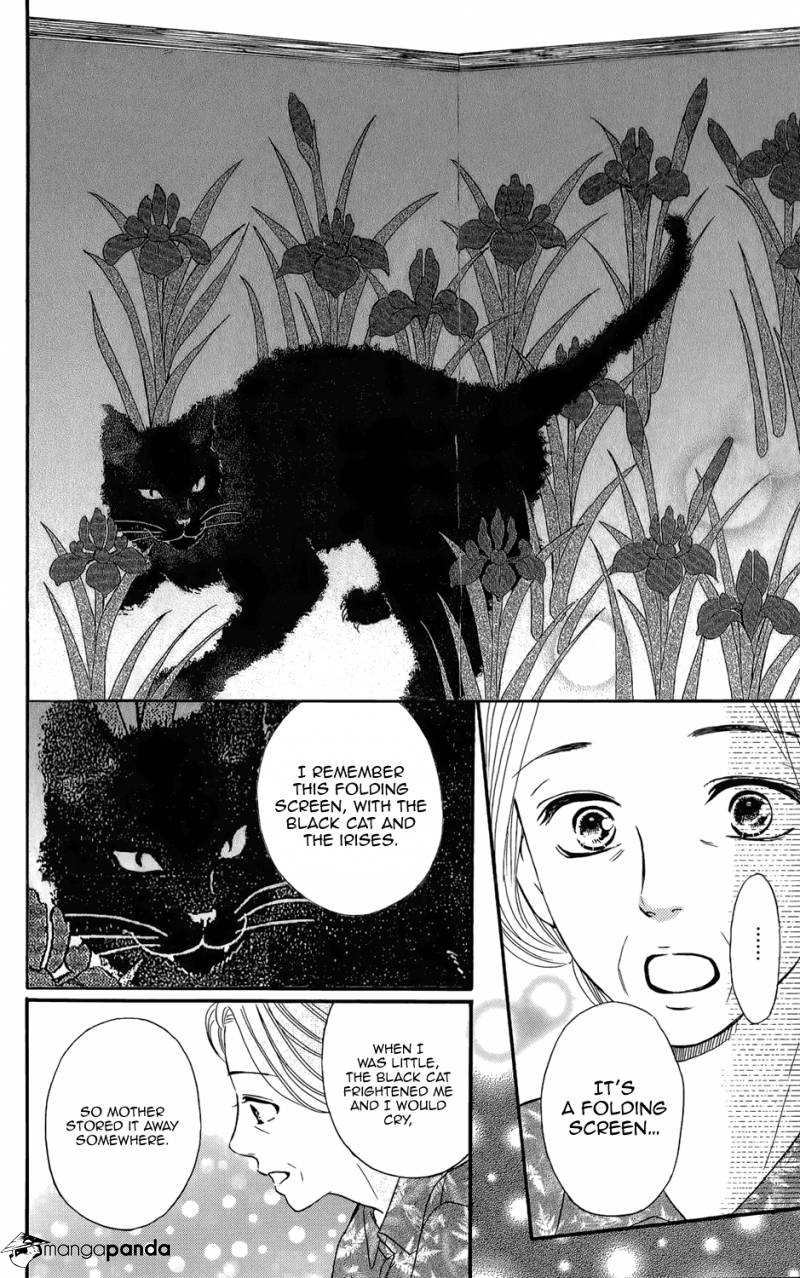 ......
IT'S
A FOLDING
SCREEN...
I REMEMBER
THIS FOLDING
SCREEN, WITH THE
BLACK CAT AND
THE IRISES.
WHEN I
WAS LITTLE,
THE BLACK CAT
FRIGHTENED ME
AND I WOULD
CRY,
SO MOTHER
STORED IT AWAY
SOMEWHERE.
mangapanda